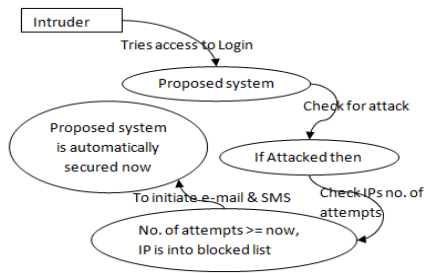 Intruder
Tries access to Login
Proposed system
Check for attack
If Attacked then
Check IPs no. of
attempts
No. of attempts >= now,
IP is into blocked list
To initiate e-mail & SMS
Proposed system
is automatically
secured now